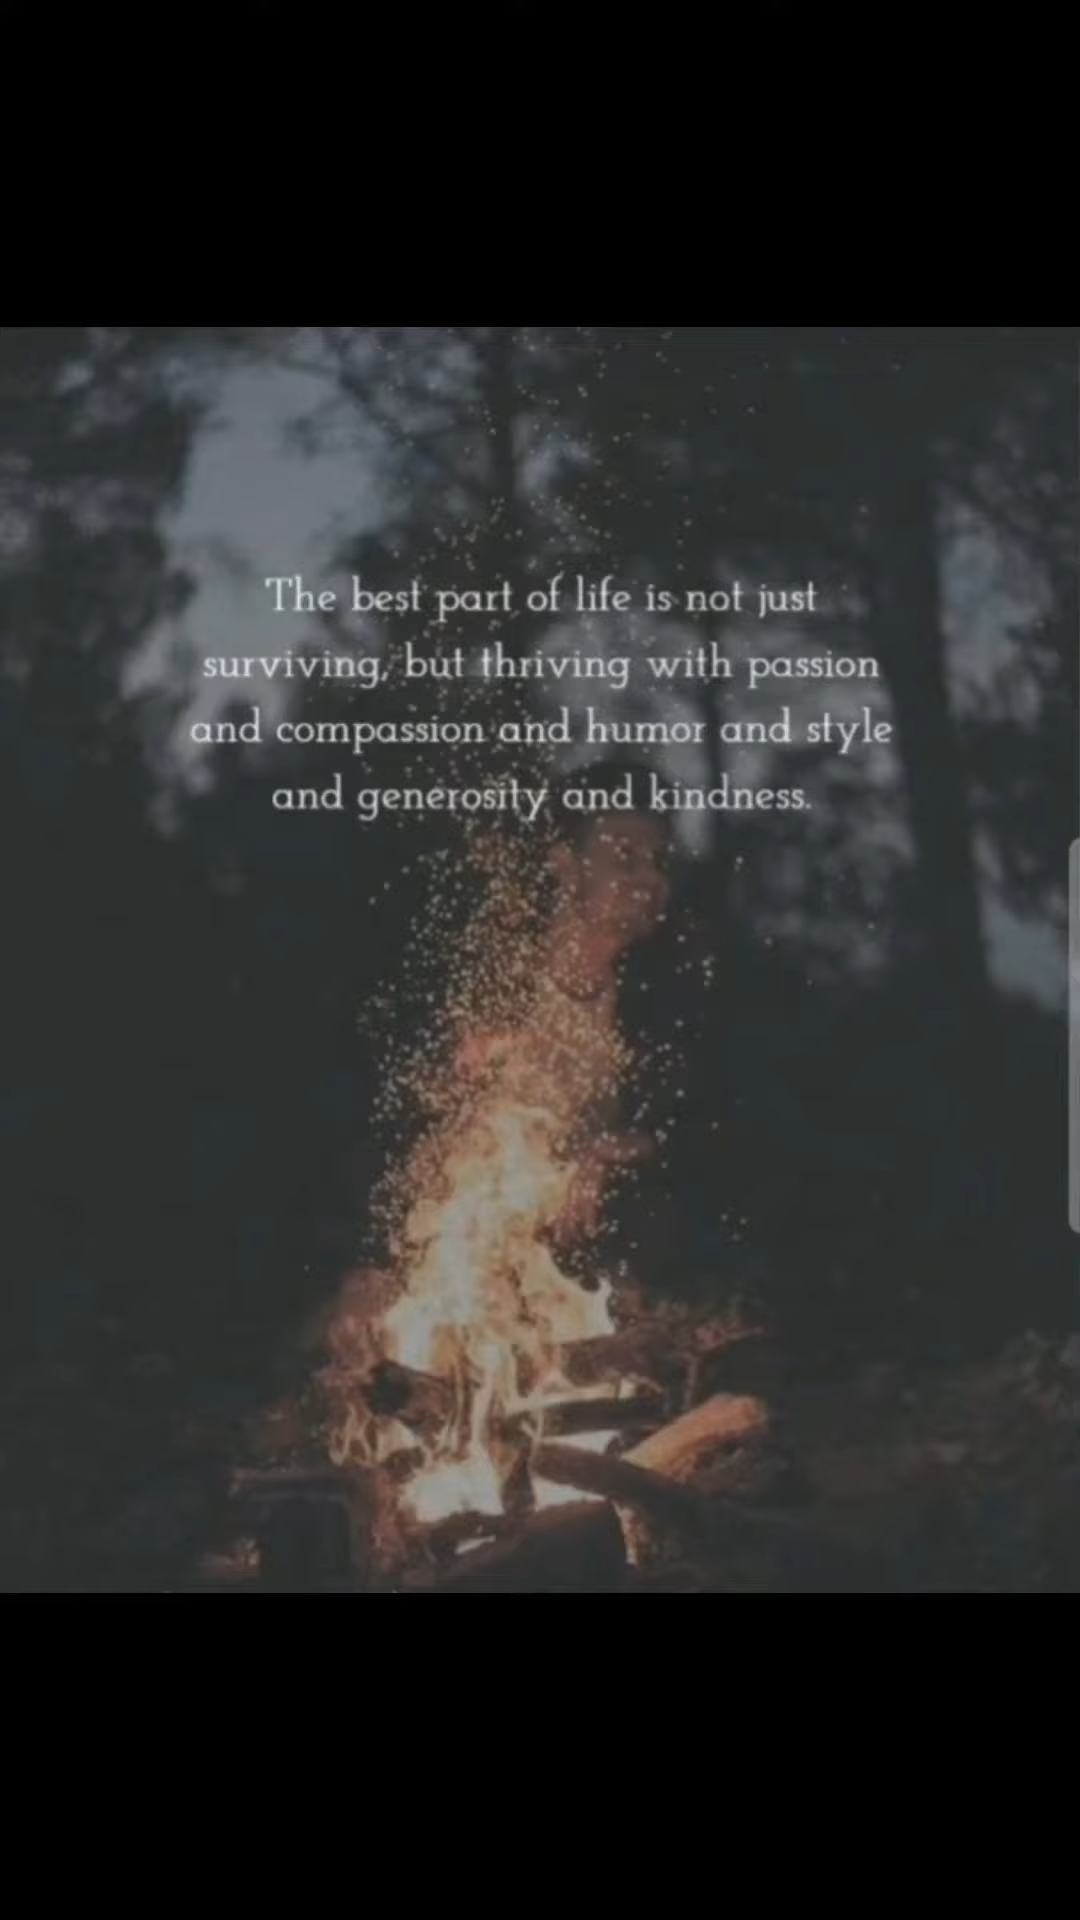 The best part of life is not just
surviving, but thriving with passion
and compassion and humor and style
and generosity and kindness.